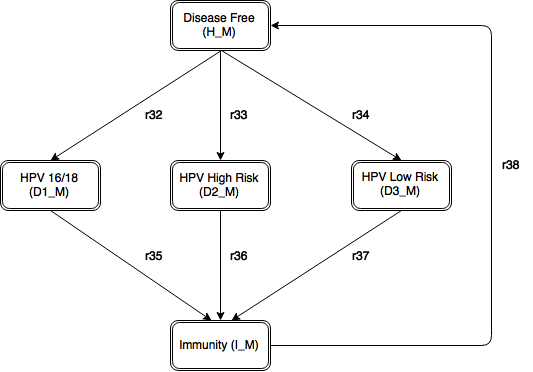 Disease Free
(H_M)
r32
r33
r34
r38
HPV 16/18
(D1_M)
HPV High Risk
(D2_M)
HPV Low Risk
(D3_M)
r35
r36
r37
Immunity (I_M)